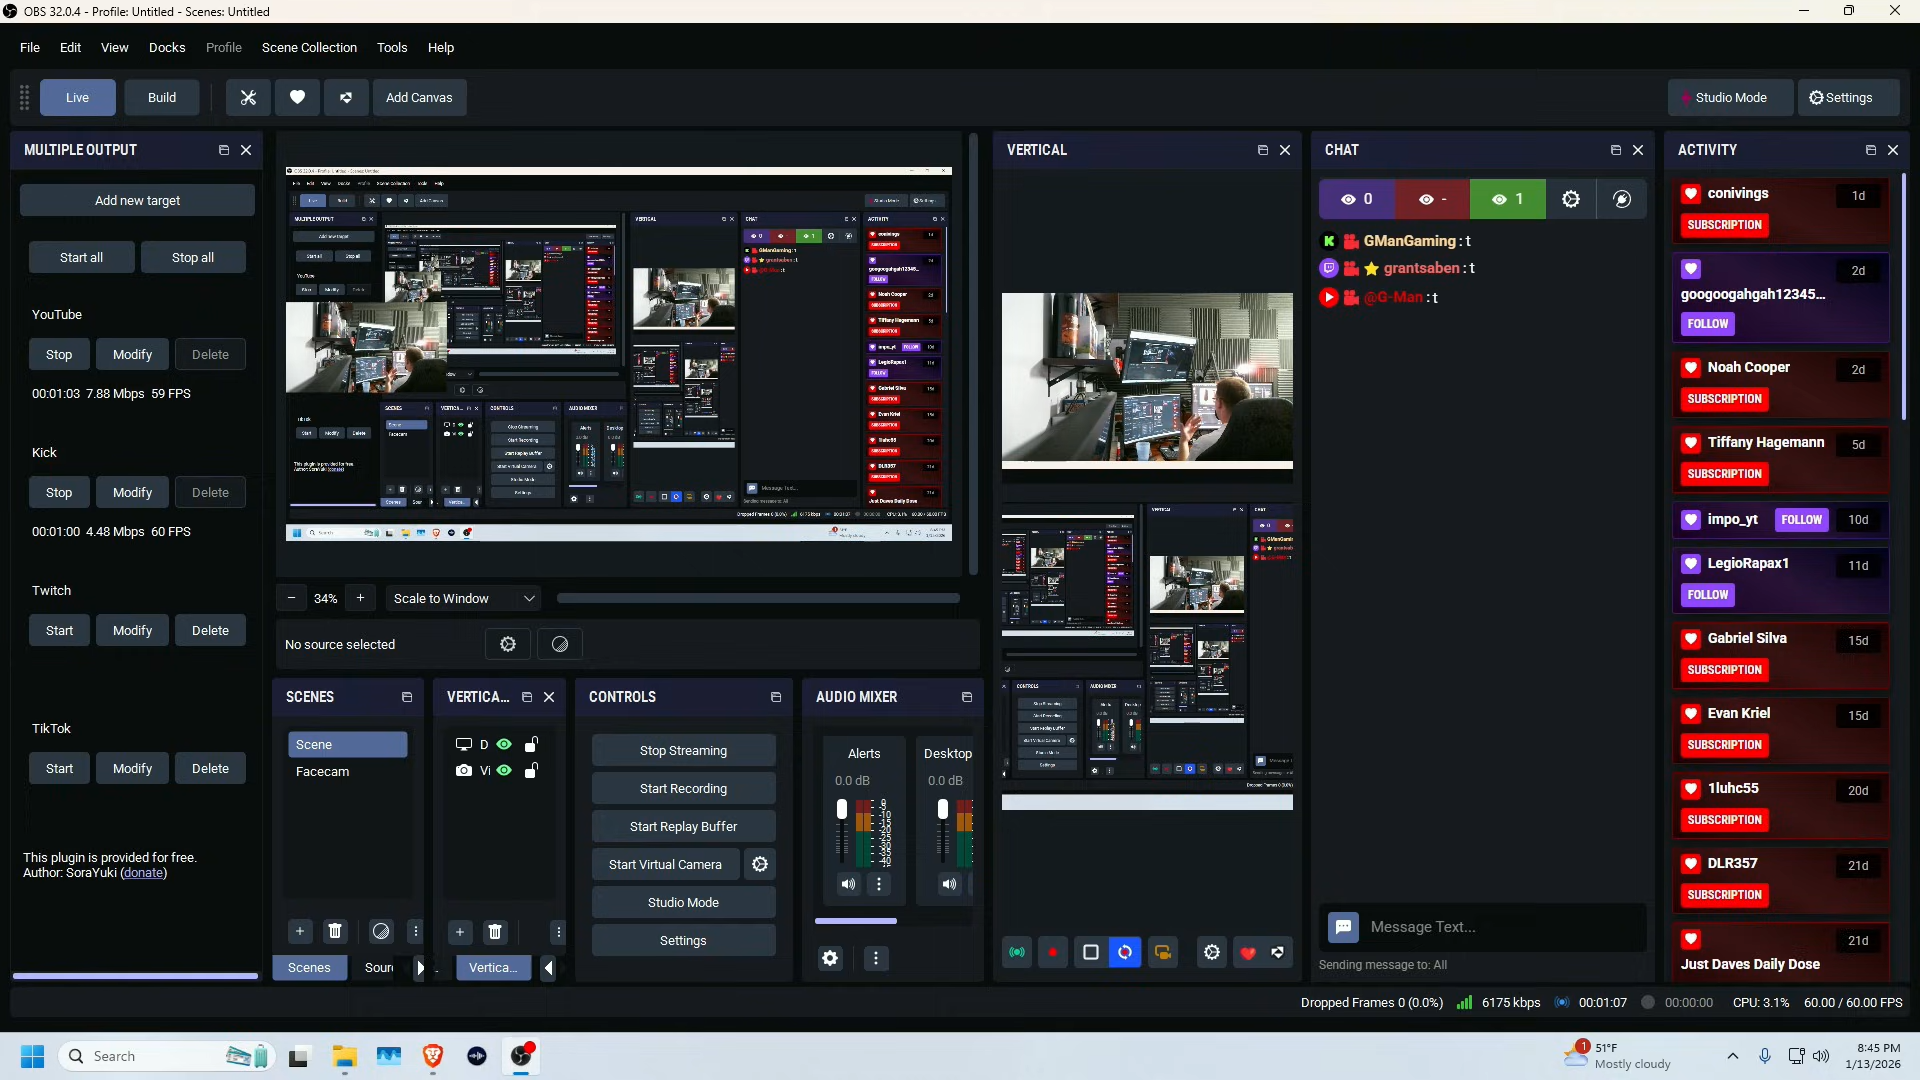 OBS 32.0.4 - Profile: Untitled - Scenes: Untitled
File Edit View Docks Profile Scene Collection Tools Help
Live Build Add Canvas Studio Mode Settings
MULTIPLE OUTPUT
Add new target
Start all Stop all
YouTube
Stop Modify Delete
00:01:03 7.88 Mbps 59 FPS
Kick
Stop Modify Delete
00:01:00 4.48 Mbps 60 FPS
Twitch
Start Modify Delete
TikTok
Start Modify Delete
This plugin is provided for free.
Author: SoraYuki (donate)
34% Scale to Window
No source selected
SCENES
Scene
Facecam
Scenes Sour
VERTICA...
D
Vi
Vertica...
CONTROLS
Stop Streaming
Start Recording
Start Replay Buffer
Start Virtual Camera
Studio Mode
Settings
AUDIO MIXER
Alerts Desktop
0.0 dB 0.0 dB
VERTICAL
CHAT
0 - 1
GManGaming:t
grantsaben:t
@G-Man:t
Message Text...
Sending message to: All
ACTIVITY
conivings 1d
SUBSCRIPTION
2d
googoogahgah12345...
FOLLOW
Noah Cooper 2d
SUBSCRIPTION
Tiffany Hagemann 5d
SUBSCRIPTION
impo_yt FOLLOW 10d
LegioRapax1 11d
FOLLOW
Gabriel Silva 15d
SUBSCRIPTION
Evan Kriel 15d
SUBSCRIPTION
1luhc55 20d
SUBSCRIPTION
DLR357 21d
SUBSCRIPTION
21d
Just Daves Daily Dose
Dropped Frames 0 (0.0%) 6175 kbps 00:01:07 00:00:00 CPU: 3.1% 60.00 / 60.00 FPS
Search
1 51°F
Mostly cloudy
8:45 PM
1/13/2026